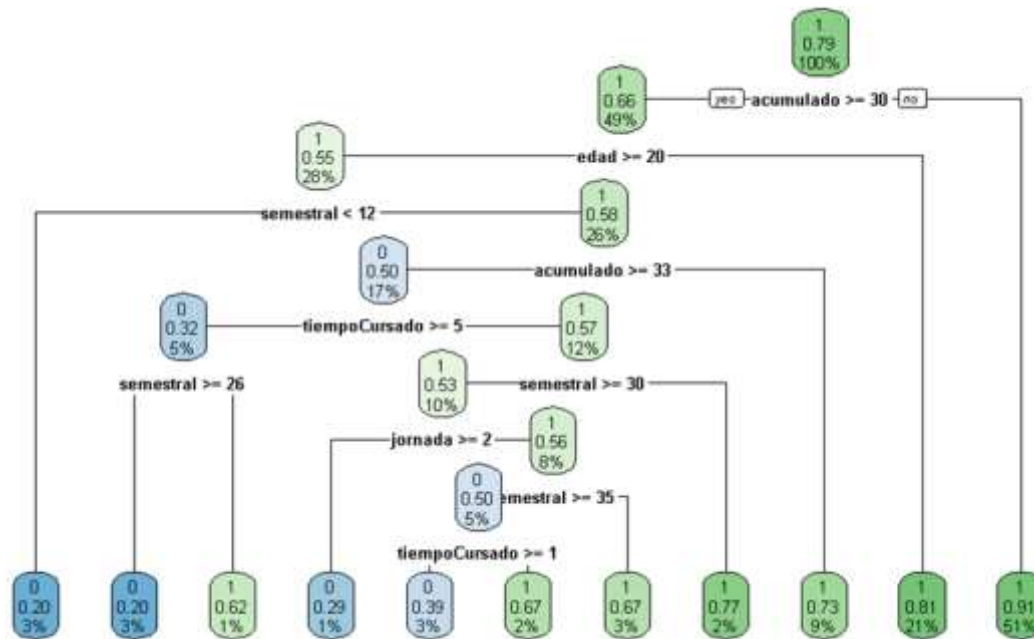 1
0.79
100%
yes acumulado >= 30 no
1
0.66
49%
edad >= 20
1
0.55
28%
semestral < 12
1
0.58
26%
acumulado >= 33
0
0.50
17%
tiempoCursado >= 5
0
0.32
5%
1
0.57
12%
semestral >= 26
semestral >= 30
1
0.53
10%
jornada >= 2
1
0.56
8%
emestral >= 35
0
0.50
5%
tiempoCursado >= 1
0 0 1 0 0 1 1 1 1 1 1
0.20 0.20 0.62 0.29 0.39 0.67 0.67 0.77 0.73 0.81 0.91
3% 3% 1% 1% 3% 2% 3% 2% 9% 21% 51%